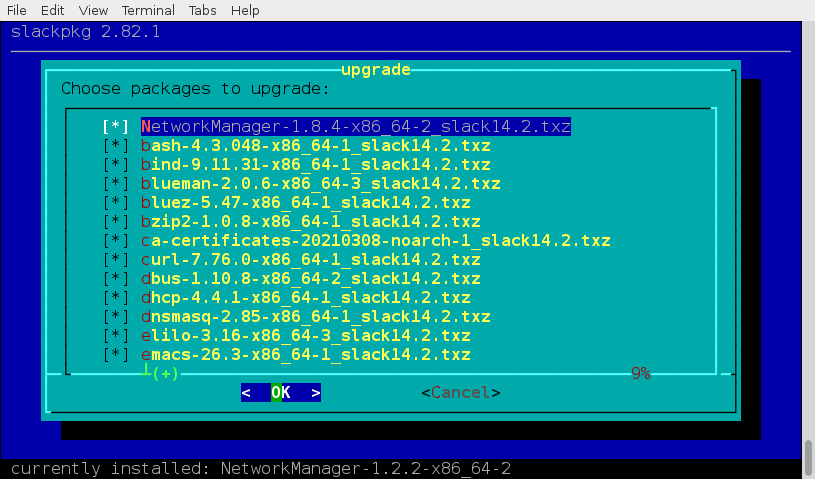 File Edit View Terminal Tabs Help
slackpkg 2.82.1
upgrade
Choose packages to upgrade:
[*] NetworkManager-1.8.4-x86_64-2_slack14.2.txz
[*] bash-4.3.048-x86_64-1_slack14.2.txz
[*] bind-9.11.31-x86_64-1_slack14.2.txz
[*] blueman-2.0.6-x86_64-3_slack14.2.txz
[*] bluez-5.47-x86_64-1_slack14.2.txz
[*] bzip2-1.0.8-x86_64-1_slack14.2.txz
[*] ca-certificates-20210308-noarch-1_slack14.2.txz
[*] curl-7.76.0-x86_64-1_slack14.2.txz
[*] dbus-1.10.8-x86_64-2_slack14.2.txz
[*] dhcp-4.4.1-x86_64-1_slack14.2.txz
[*] dnsmasq-2.85-x86_64-1_slack14.2.txz
[*] elilo-3.16-x86_64-3_slack14.2.txz
[*] emacs-26.3-x86_64-1_slack14.2.txz
(+) 9%
< OK > <Cancel>
currently installed: NetworkManager-1.2.2-x86_64-2